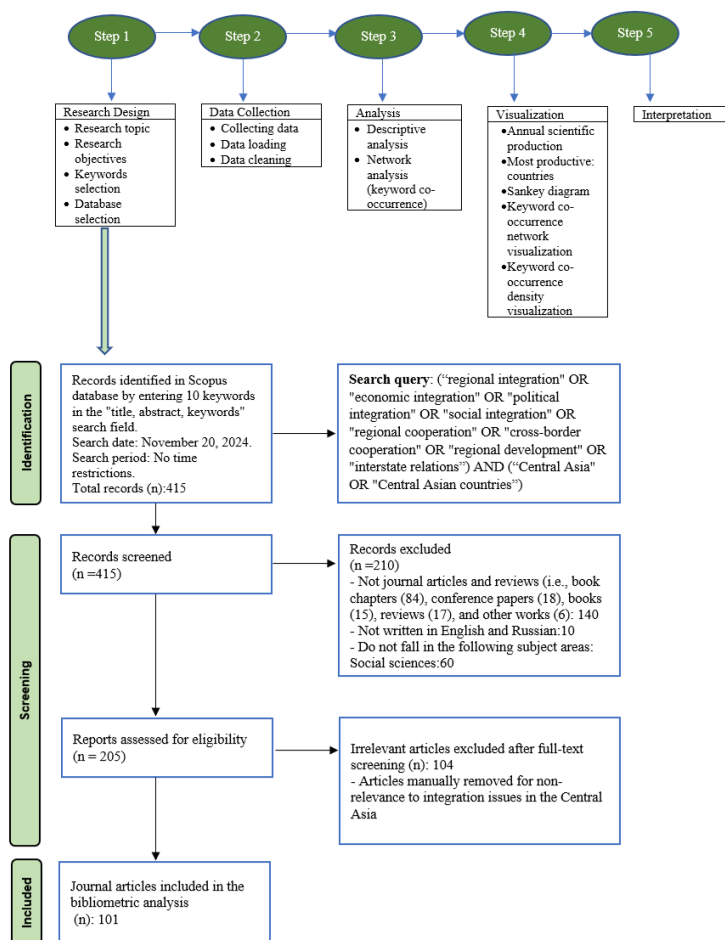 Step 1
Step 2
Step 3
Step 4
Step 5
Research Design
• Research topic
• Research
objectives
• Keywords
selection
• Database
selection
Data Collection
• Collecting data
• Data loading
• Data cleaning
Analysis
• Descriptive
analysis
• Network
analysis
(keyword co-
occurrence)
Visualization
•Annual scientific
production
•Most productive:
countries
•Sankey diagram
•Keyword co-
occurrence
network
visualization
•Keyword co-
occurrence
density
visualization
Interpretation
Identification
Records identified in Scopus
database by entering 10 keywords
in the "title, abstract, keywords"
search field.
Search date: November 20, 2024.
Search period: No time
restrictions.
Total records (n):415
Search query: (“regional integration" OR
"economic integration" OR "political
integration" OR "social integration" OR
"regional cooperation" OR "cross-border
cooperation" OR "regional development" OR
"interstate relations”) AND (“Central Asia"
OR "Central Asian countries”)
Screening
Records screened
(n =415)
Records excluded
(n =210)
- Not journal articles and reviews (i.e., book
chapters (84), conference papers (18), books
(15), reviews (17), and other works (6): 140
- Not written in English and Russian:10
- Do not fall in the following subject areas:
Social sciences:60
Reports assessed for eligibility
(n = 205)
Irrelevant articles excluded after full-text
screening (n): 104
- Articles manually removed for non-
relevance to integration issues in the Central
Asia
Included
Journal articles included in the
bibliometric analysis
(n): 101